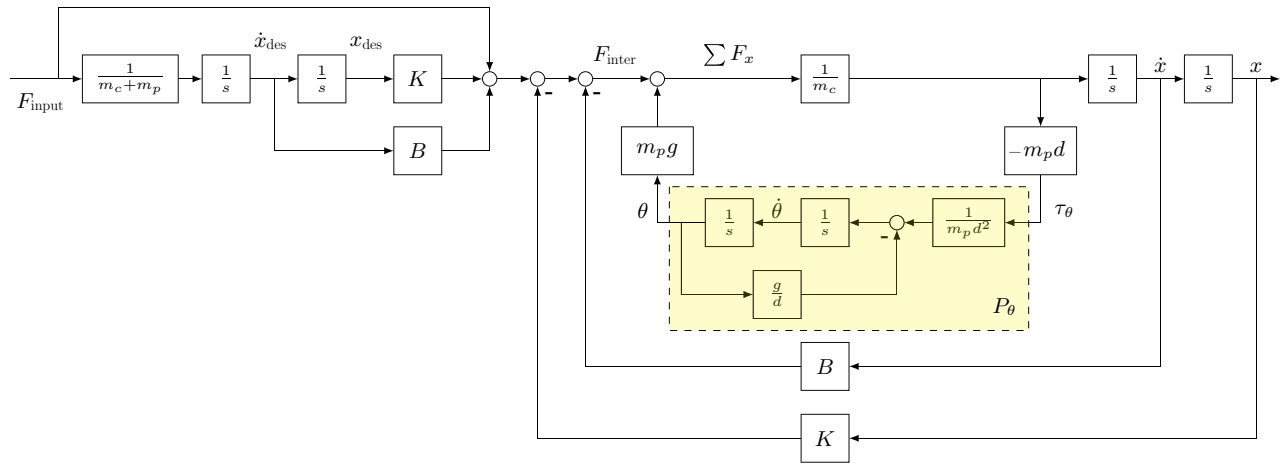 ẋ_des x_des F_inter ∑ F_x ẋ x
F_input 1/(m_c+m_p) 1/s 1/s K - - 1/m_c 1/s 1/s
B m_p g −m_p d
θ 1/s θ̇ 1/s - 1/(m_p d²) τ_θ
g/d P_θ
B
K